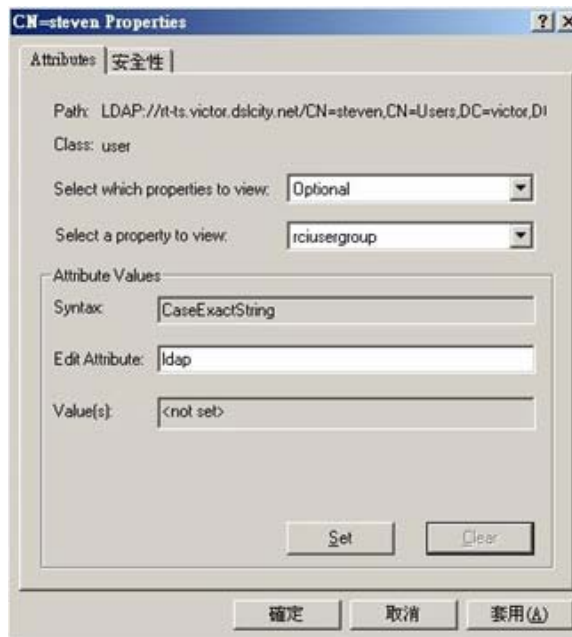 CN=steven Properties
Attributes
安全性
Path: LDAP://rt-ts.victor.dslcity.net/CN=steven,CN=Users,DC=victor,D
Class: user
Select which properties to view: Optional
Select a property to view: rciusergroup
Attribute Values
Syntax: CaseExactString
Edit Attribute: ldap
Value(s): <not set>
Set
Clear
確定
取消
套用(A)